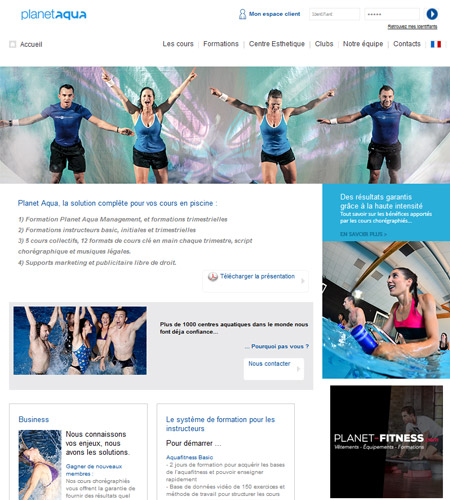 planetaqua
Mon espace client
Identifiant
Retrouvez mes identifiants
Accueil
Les cours | Formations | Centre Esthetique | Clubs | Notre équipe | Contacts
Planet Aqua, la solution complète pour vos cours en piscine :
1) Formation Planet Aqua Management, et formations trimestrielles
2) Formations instructeurs basic, initiales et trimestrielles
3) 5 cours collectifs, 12 formats de cours clé en main chaque trimestre, script
chorégraphique et musiques légales.
4) Supports marketing et publicitaire libre de droit.
Télécharger la présentation
Des résultats garantis
grâce à la haute intensité
Tout savoir sur les bénéfices apportés
par les cours chorégraphiés...
EN SAVOIR PLUS »
Plus de 1000 centres aquatiques dans le monde nous
font déja confiance...
... Pourquoi pas vous ?
Nous contacter
Business
Nous connaissons
vos enjeux, nous
avons les solutions.
Gagner de nouveaux
membres :
Nos cours chorégraphiés
vous offrent la garantie de
fournir des résultats quel
Le système de formation pour les
instructeurs
Pour démarrer ...
Aquafitness Basic
- 2 jours de formation pour acquérir les bases
de l'aquafitness et pouvoir enseigner
rapidement
- Base de données vidéo de 150 exercices et
méthode de travail pour structurer les cours
PLANET-FITNESS
Vêtements - Équipements - Formations